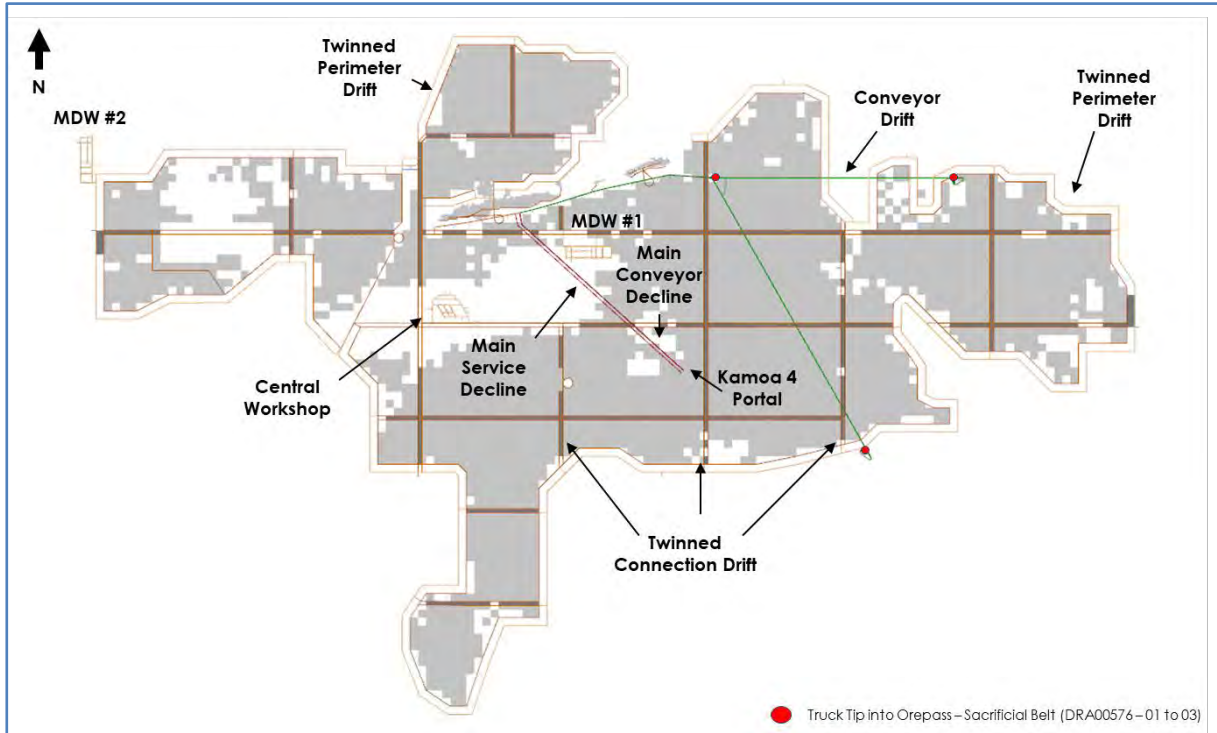 Twinned
Perimeter
Drift
N
MDW #2
Conveyor
Drift
Twinned
Perimeter
Drift
MDW #1
Main
Conveyor
Decline
Main
Service
Decline
Kamoa 4
Portal
Central
Workshop
Twinned
Connection Drift
Truck Tip into Orepass – Sacrificial Belt (DRA00576 – 01 to 03)